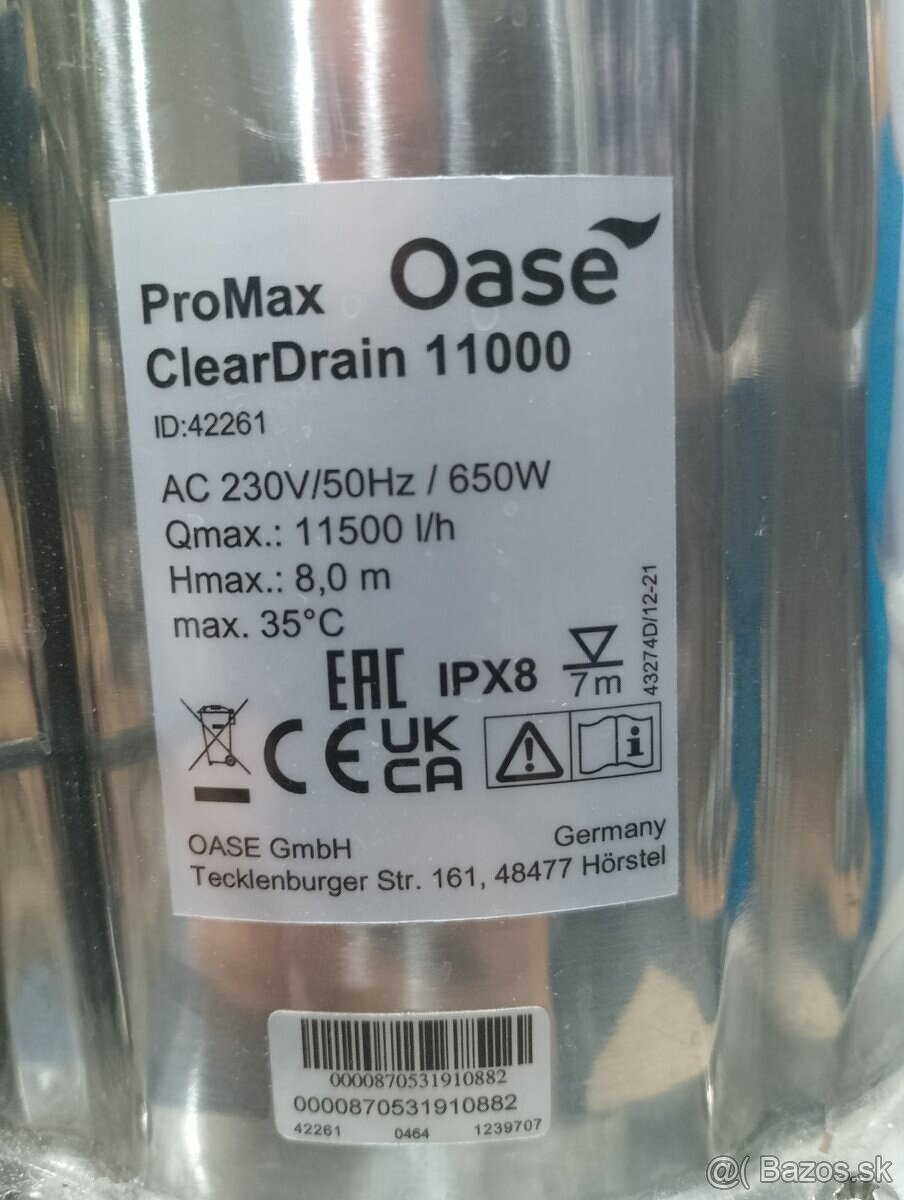 Oase
ProMax
ClearDrain 11000
ID:42261
AC 230V/50Hz / 650W
Qmax.: 11500 l/h
Hmax.: 8,0 m
max. 35°C
43274D/12-21
EAC IPX8 7m
CE UK
CA
OASE GmbH Germany
Tecklenburger Str. 161, 48477 Hörstel
0000870531910882
0000870531910882
42261 0464 1239707
@( Bazos.sk